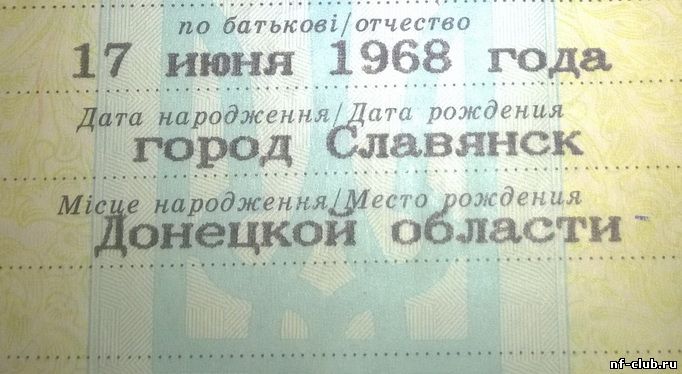 по батькові/отчество
17 июня 1968 года
Дата народження/Дата рождения
город Славянск
Місце народження/Место рождения
Донецкой области
nf-club.ru